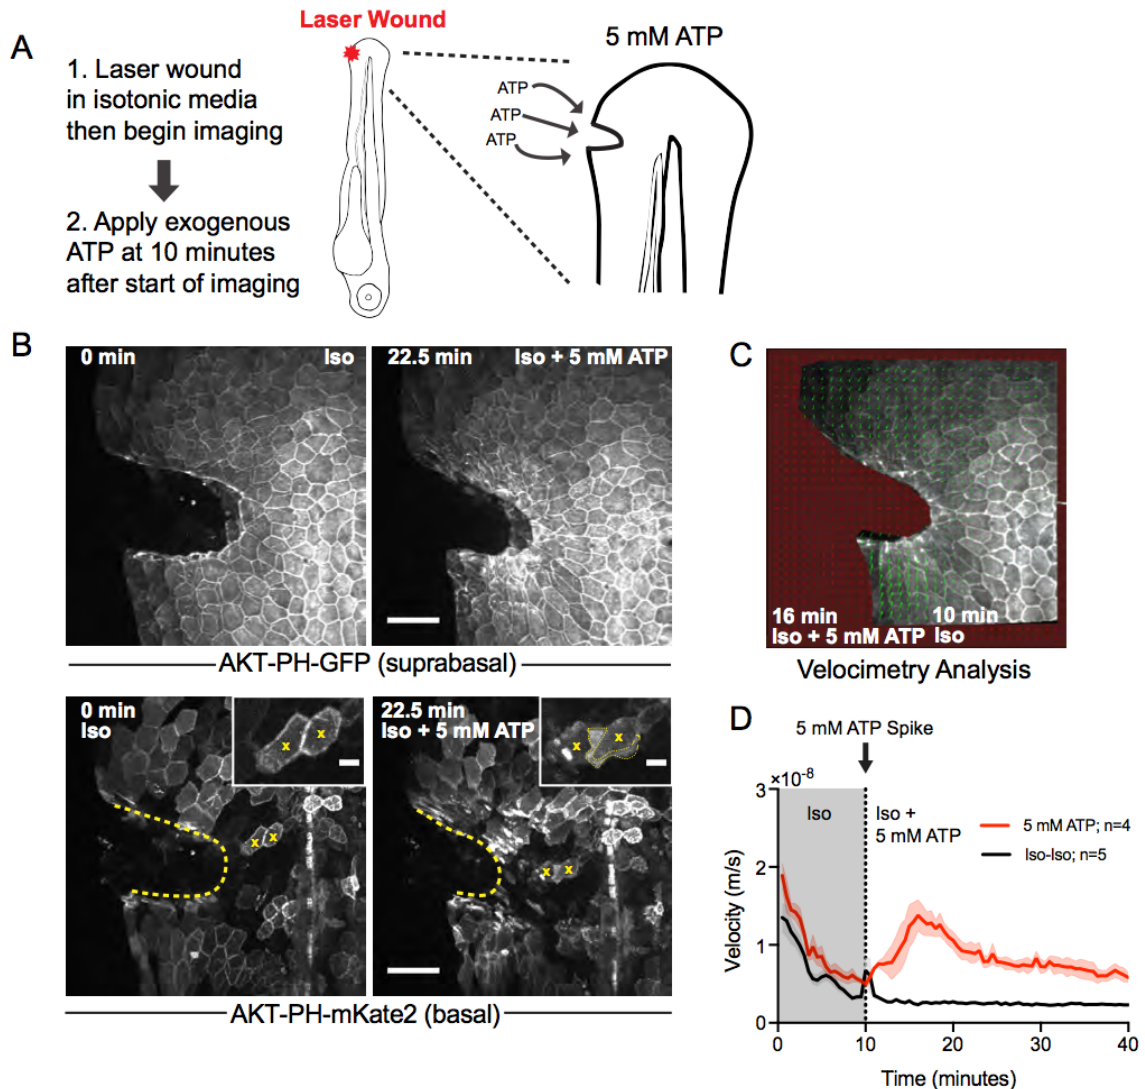 A
Laser Wound
1. Laser wound
in isotonic media
then begin imaging
2. Apply exogenous
ATP at 10 minutes
after start of imaging
5 mM ATP
ATP
ATP
ATP
B
0 min
Iso
22.5 min
Iso + 5 mM ATP
AKT-PH-GFP (suprabasal)
0 min
Iso
x
x
x
x
22.5 min
Iso + 5 mM ATP
x
x
x
x
AKT-PH-mKate2 (basal)
C
16 min
Iso + 5 mM ATP
10 min
Iso
Velocimetry Analysis
D
5 mM ATP Spike
×10⁻⁸
3
2
1
0
Velocity (m/s)
Iso
Iso +
5 mM ATP
5 mM ATP; n=4
Iso-Iso; n=5
0
10
20
30
40
Time (minutes)